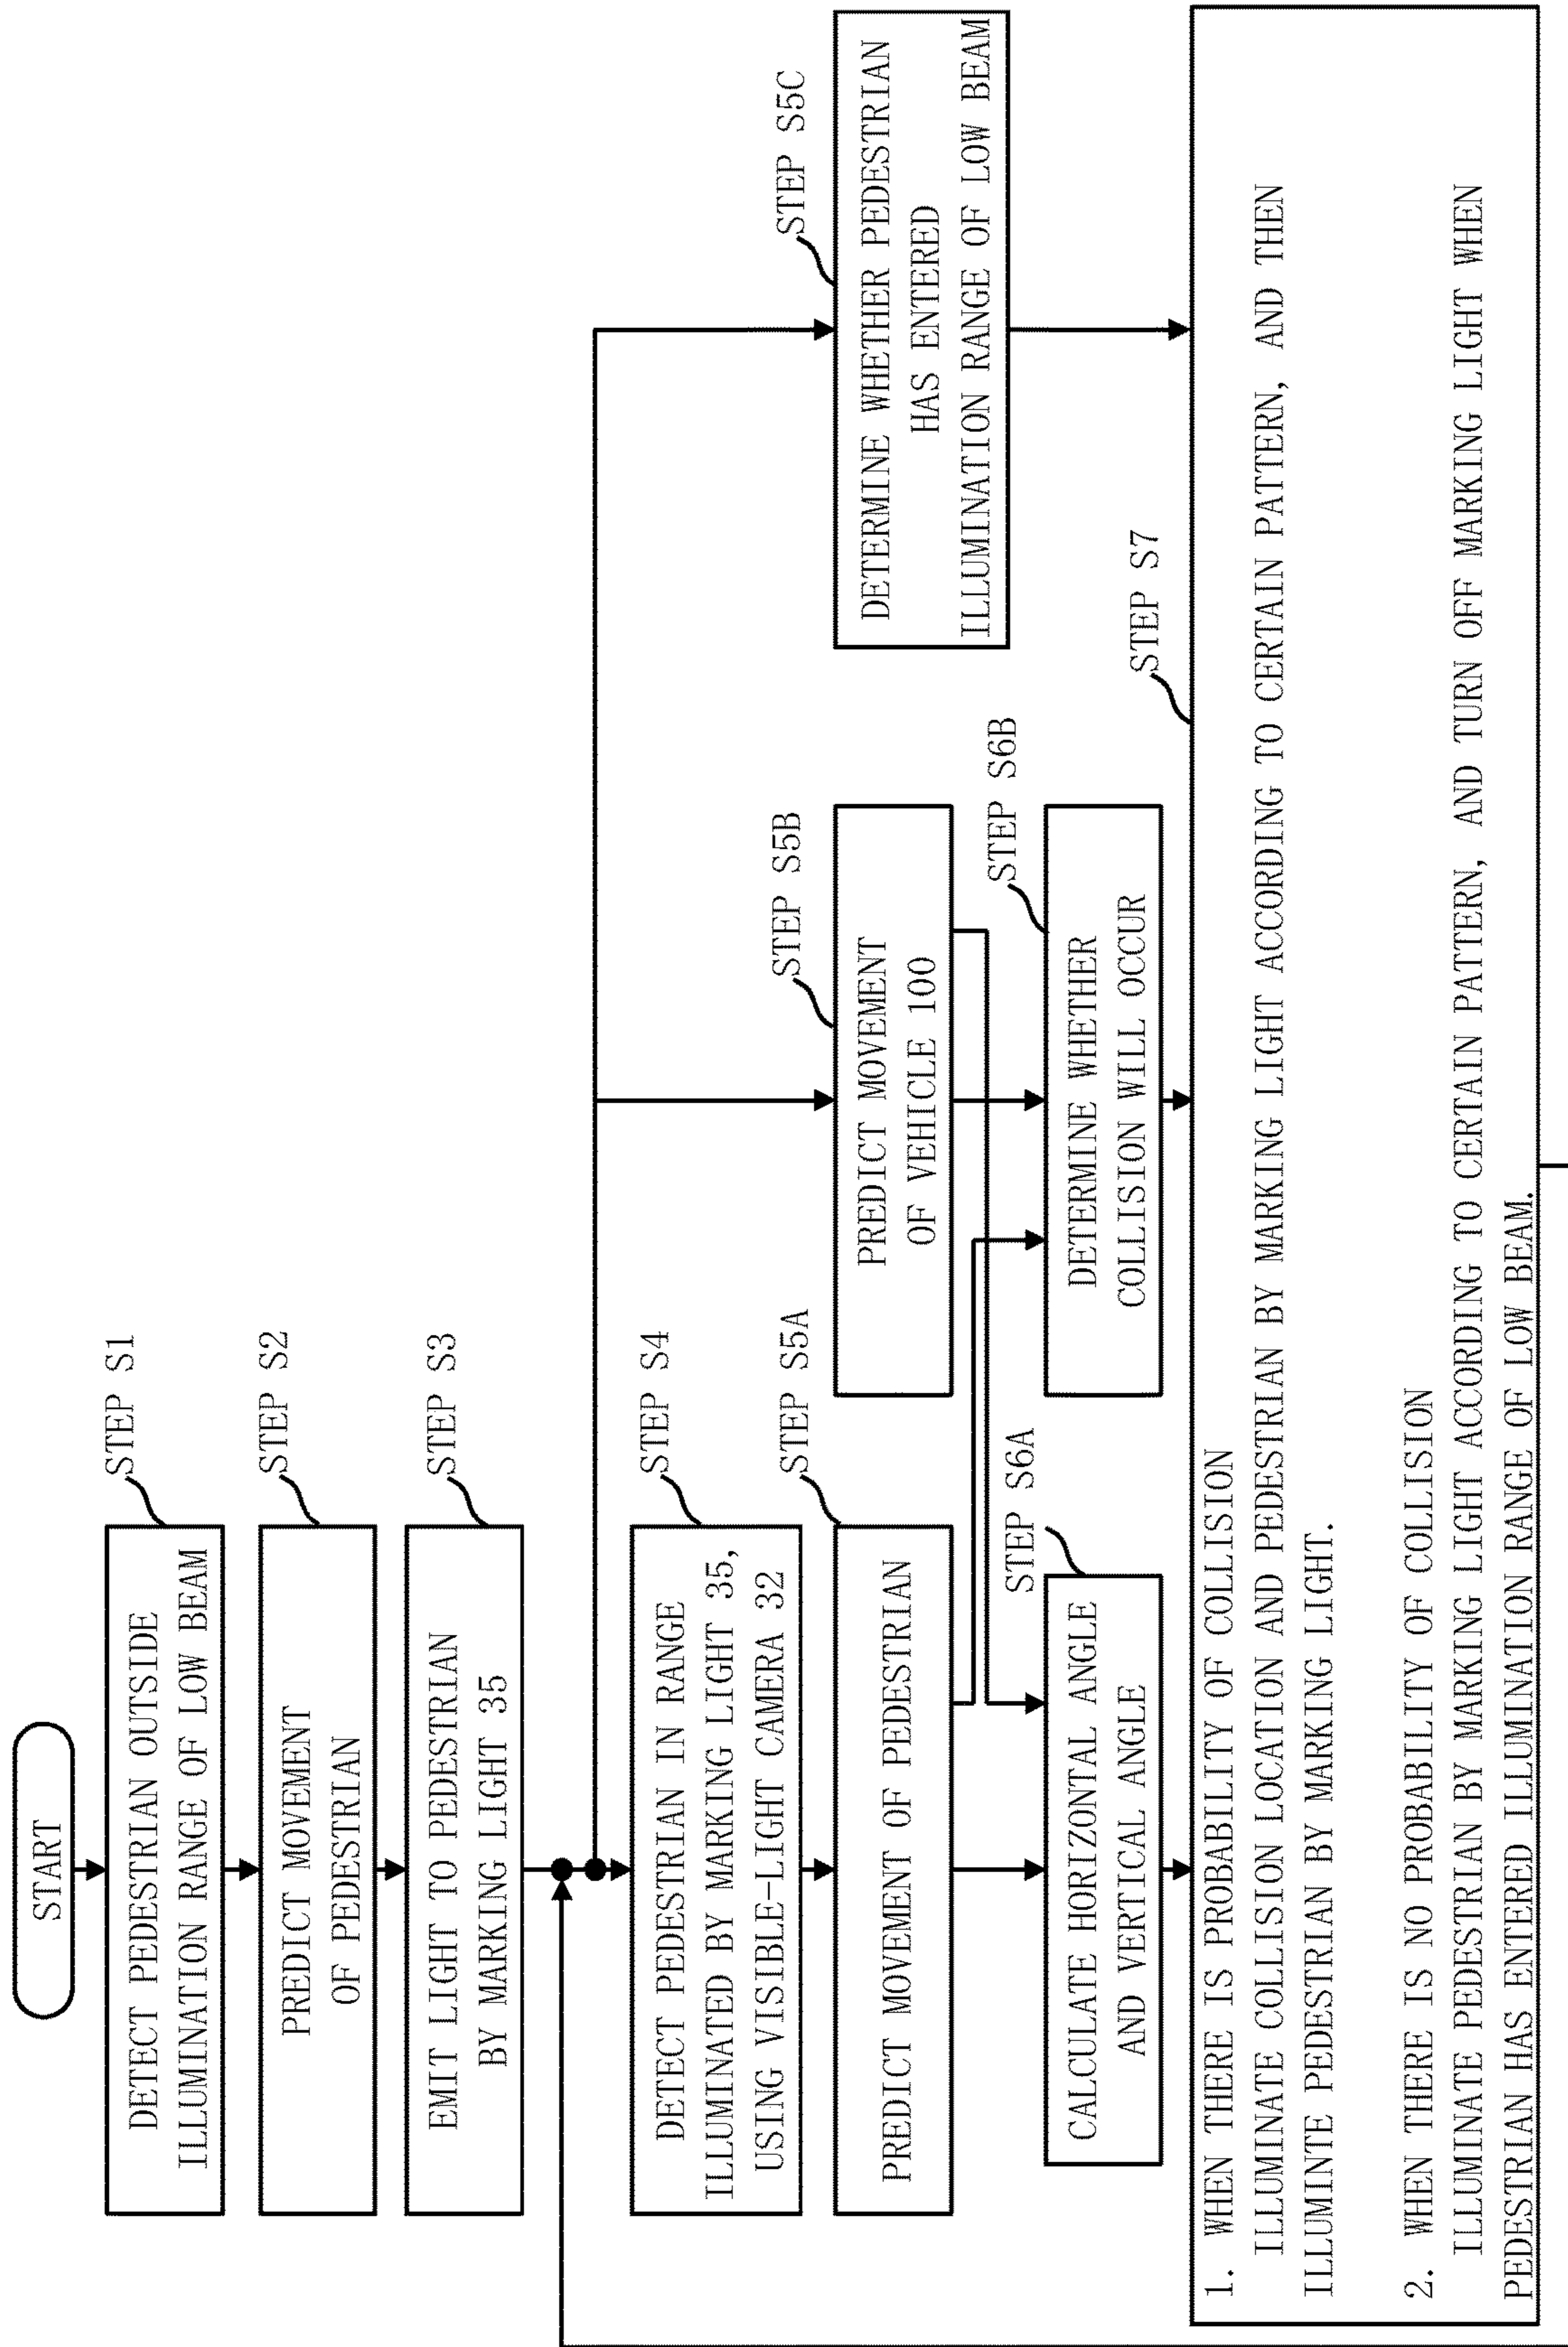 START
STEP S1
DETECT PEDESTRIAN OUTSIDE
ILLUMINATION RANGE OF LOW BEAM
STEP S2
PREDICT MOVEMENT
OF PEDESTRIAN
STEP S3
EMIT LIGHT TO PEDESTRIAN
BY MARKING LIGHT 35
STEP S4
DETECT PEDESTRIAN IN RANGE
ILLUMINATED BY MARKING LIGHT 35,
USING VISIBLE-LIGHT CAMERA 32
STEP S5A
PREDICT MOVEMENT OF PEDESTRIAN
STEP S5B
PREDICT MOVEMENT
OF VEHICLE 100
STEP S5C
DETERMINE WHETHER PEDESTRIAN
HAS ENTERED
ILLUMINATION RANGE OF LOW BEAM
STEP S6A
CALCULATE HORIZONTAL ANGLE
AND VERTICAL ANGLE
STEP S6B
DETERMINE WHETHER
COLLISION WILL OCCUR
STEP S7
1. WHEN THERE IS PROBABILITY OF COLLISION
ILLUMINATE COLLISION LOCATION AND PEDESTRIAN BY MARKING LIGHT ACCORDING TO CERTAIN PATTERN, AND THEN
ILLUMINTE PEDESTRIAN BY MARKING LIGHT.
2. WHEN THERE IS NO PROBABILITY OF COLLISION
ILLUMINATE PEDESTRIAN BY MARKING LIGHT ACCORDING TO CERTAIN PATTERN, AND TURN OFF MARKING LIGHT WHEN
PEDESTRIAN HAS ENTERED ILLUMINATION RANGE OF LOW BEAM.